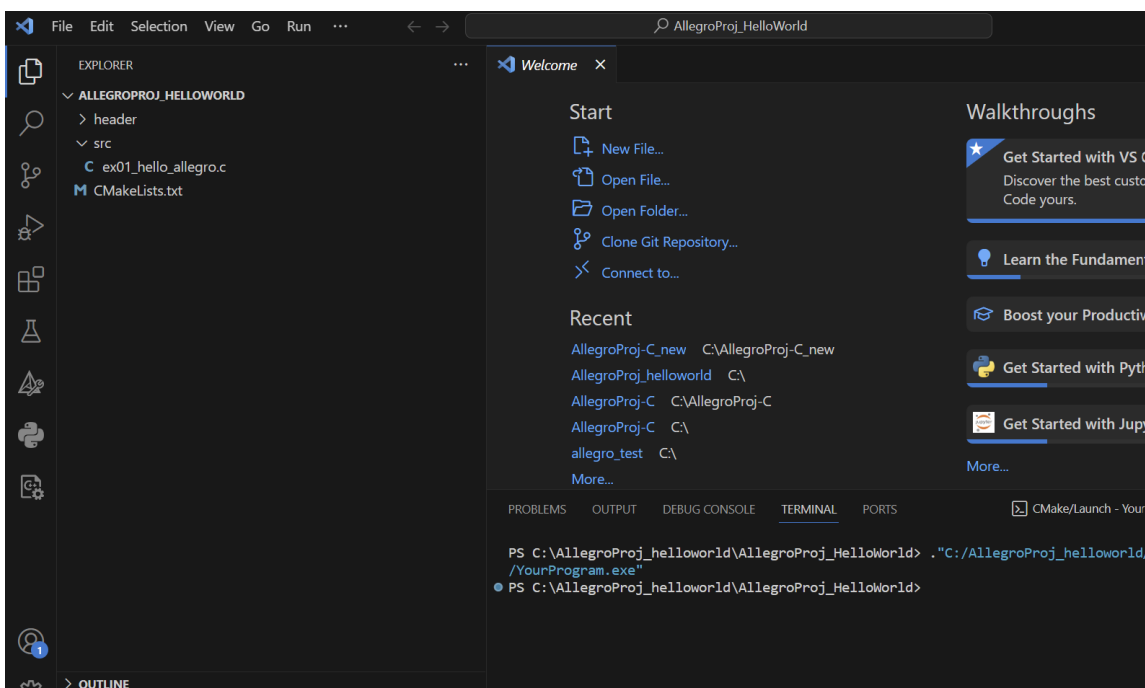 File Edit Selection View Go Run ··· AllegroProj_HelloWorld
EXPLORER ···
ALLEGROPROJ_HELLOWORLD
header
src
C ex01_hello_allegro.c
M CMakeLists.txt
OUTLINE
1
Welcome
Start
New File...
Open File...
Open Folder...
Clone Git Repository...
Connect to...
Recent
AllegroProj-C_new C:\AllegroProj-C_new
AllegroProj_helloworld C:\
AllegroProj-C C:\AllegroProj-C
AllegroProj-C C:\
allegro_test C:\
More...
Walkthroughs
Get Started with VS C
Discover the best custo
Code yours.
Learn the Fundamen
Boost your Productiv
Get Started with Pyth
Get Started with Jupy
More...
PROBLEMS OUTPUT DEBUG CONSOLE TERMINAL PORTS CMake/Launch - Your
PS C:\AllegroProj_helloworld\AllegroProj_HelloWorld> ."C:/AllegroProj_helloworld/
/YourProgram.exe"
PS C:\AllegroProj_helloworld\AllegroProj_HelloWorld>